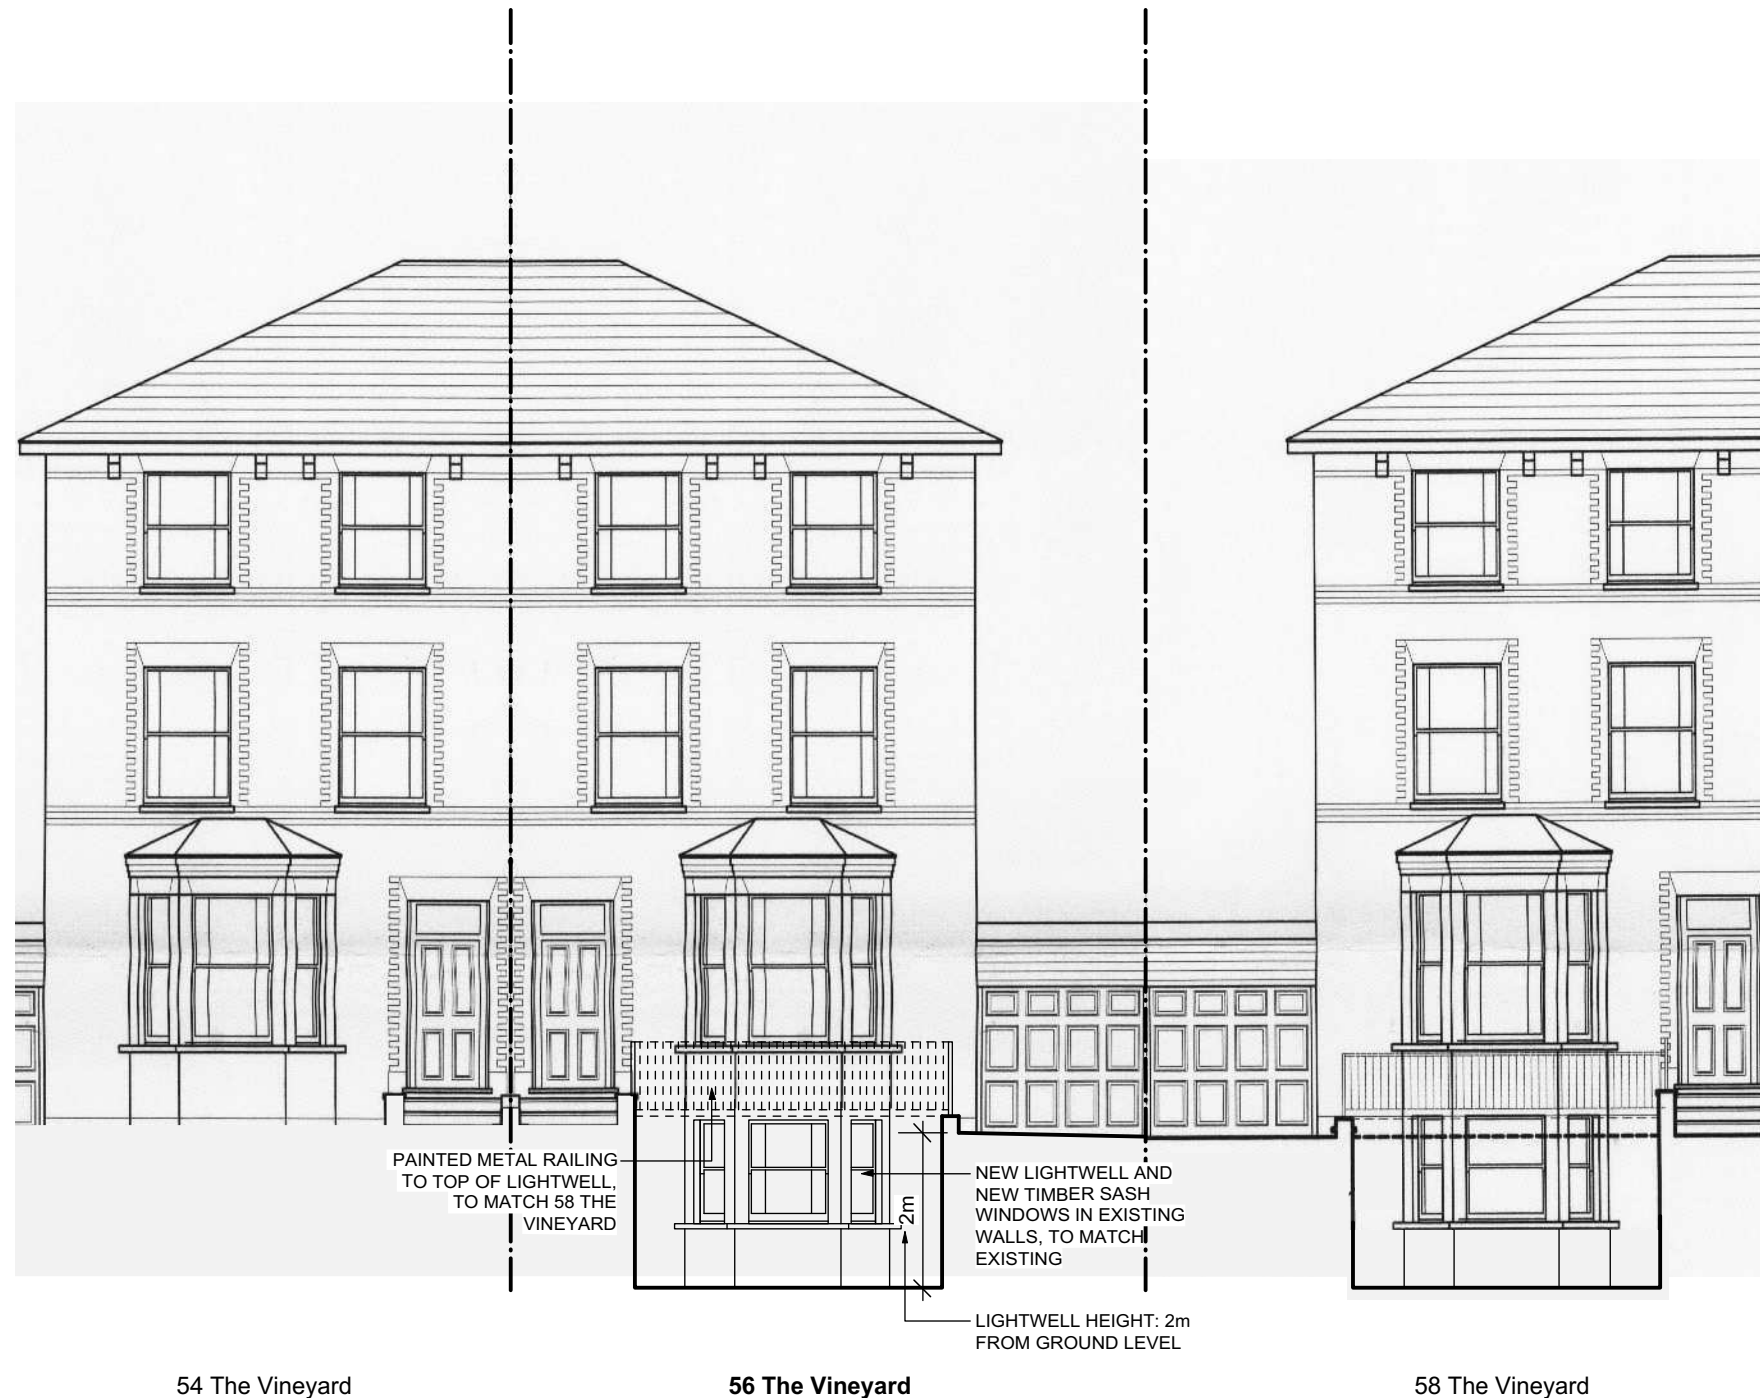 PAINTED METAL RAILING
TO TOP OF LIGHTWELL,
TO MATCH 58 THE
VINEYARD
2m
NEW LIGHTWELL AND
NEW TIMBER SASH
WINDOWS IN EXISTING
WALLS, TO MATCH
EXISTING
LIGHTWELL HEIGHT: 2m
FROM GROUND LEVEL
54 The Vineyard
56 The Vineyard
58 The Vineyard